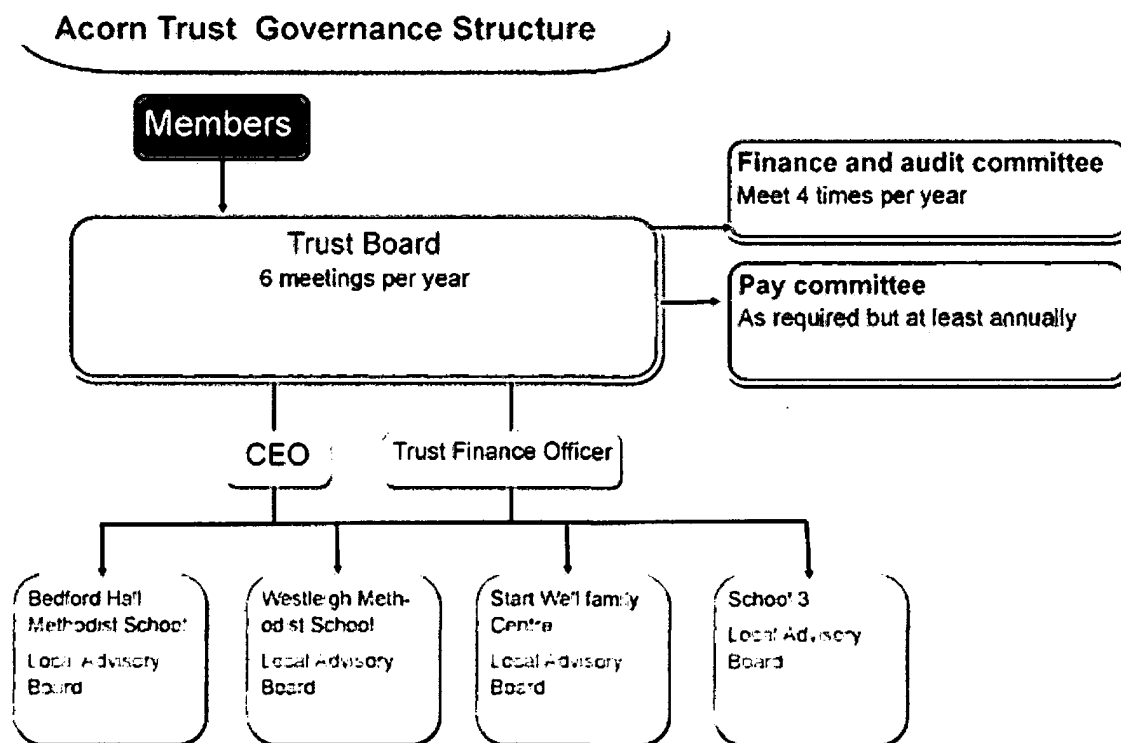 Acorn Trust Governance Structure
Members
Finance and audit committee
Meet 4 times per year
Trust Board
6 meetings per year
Pay committee
As required but at least annually
CEO
Trust Finance Officer
Bedford Hall
Methodist School
Local Advisory
Board
Westleigh Meth-
odist School
Local Advisory
Board
Start Well family
Centre
Local Advisory
Board
School 3
Local Advisory
Board